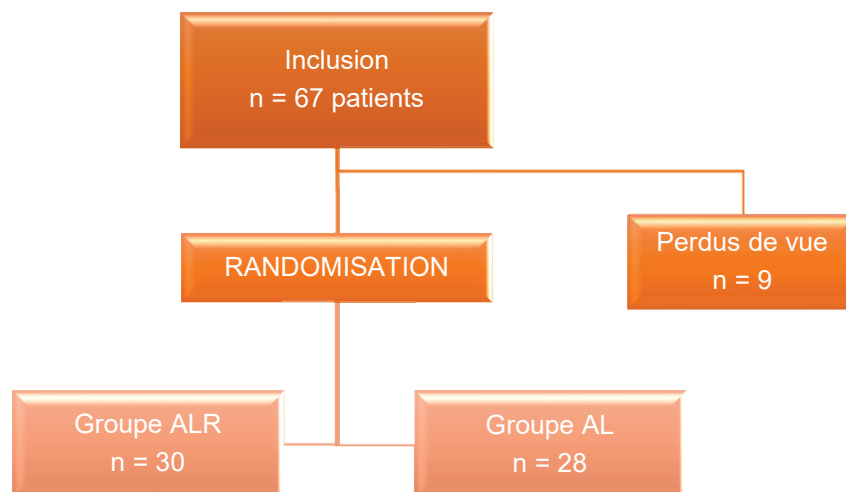 Inclusion
n = 67 patients
Perdus de vue
n = 9
RANDOMISATION
Groupe ALR
n = 30
Groupe AL
n = 28